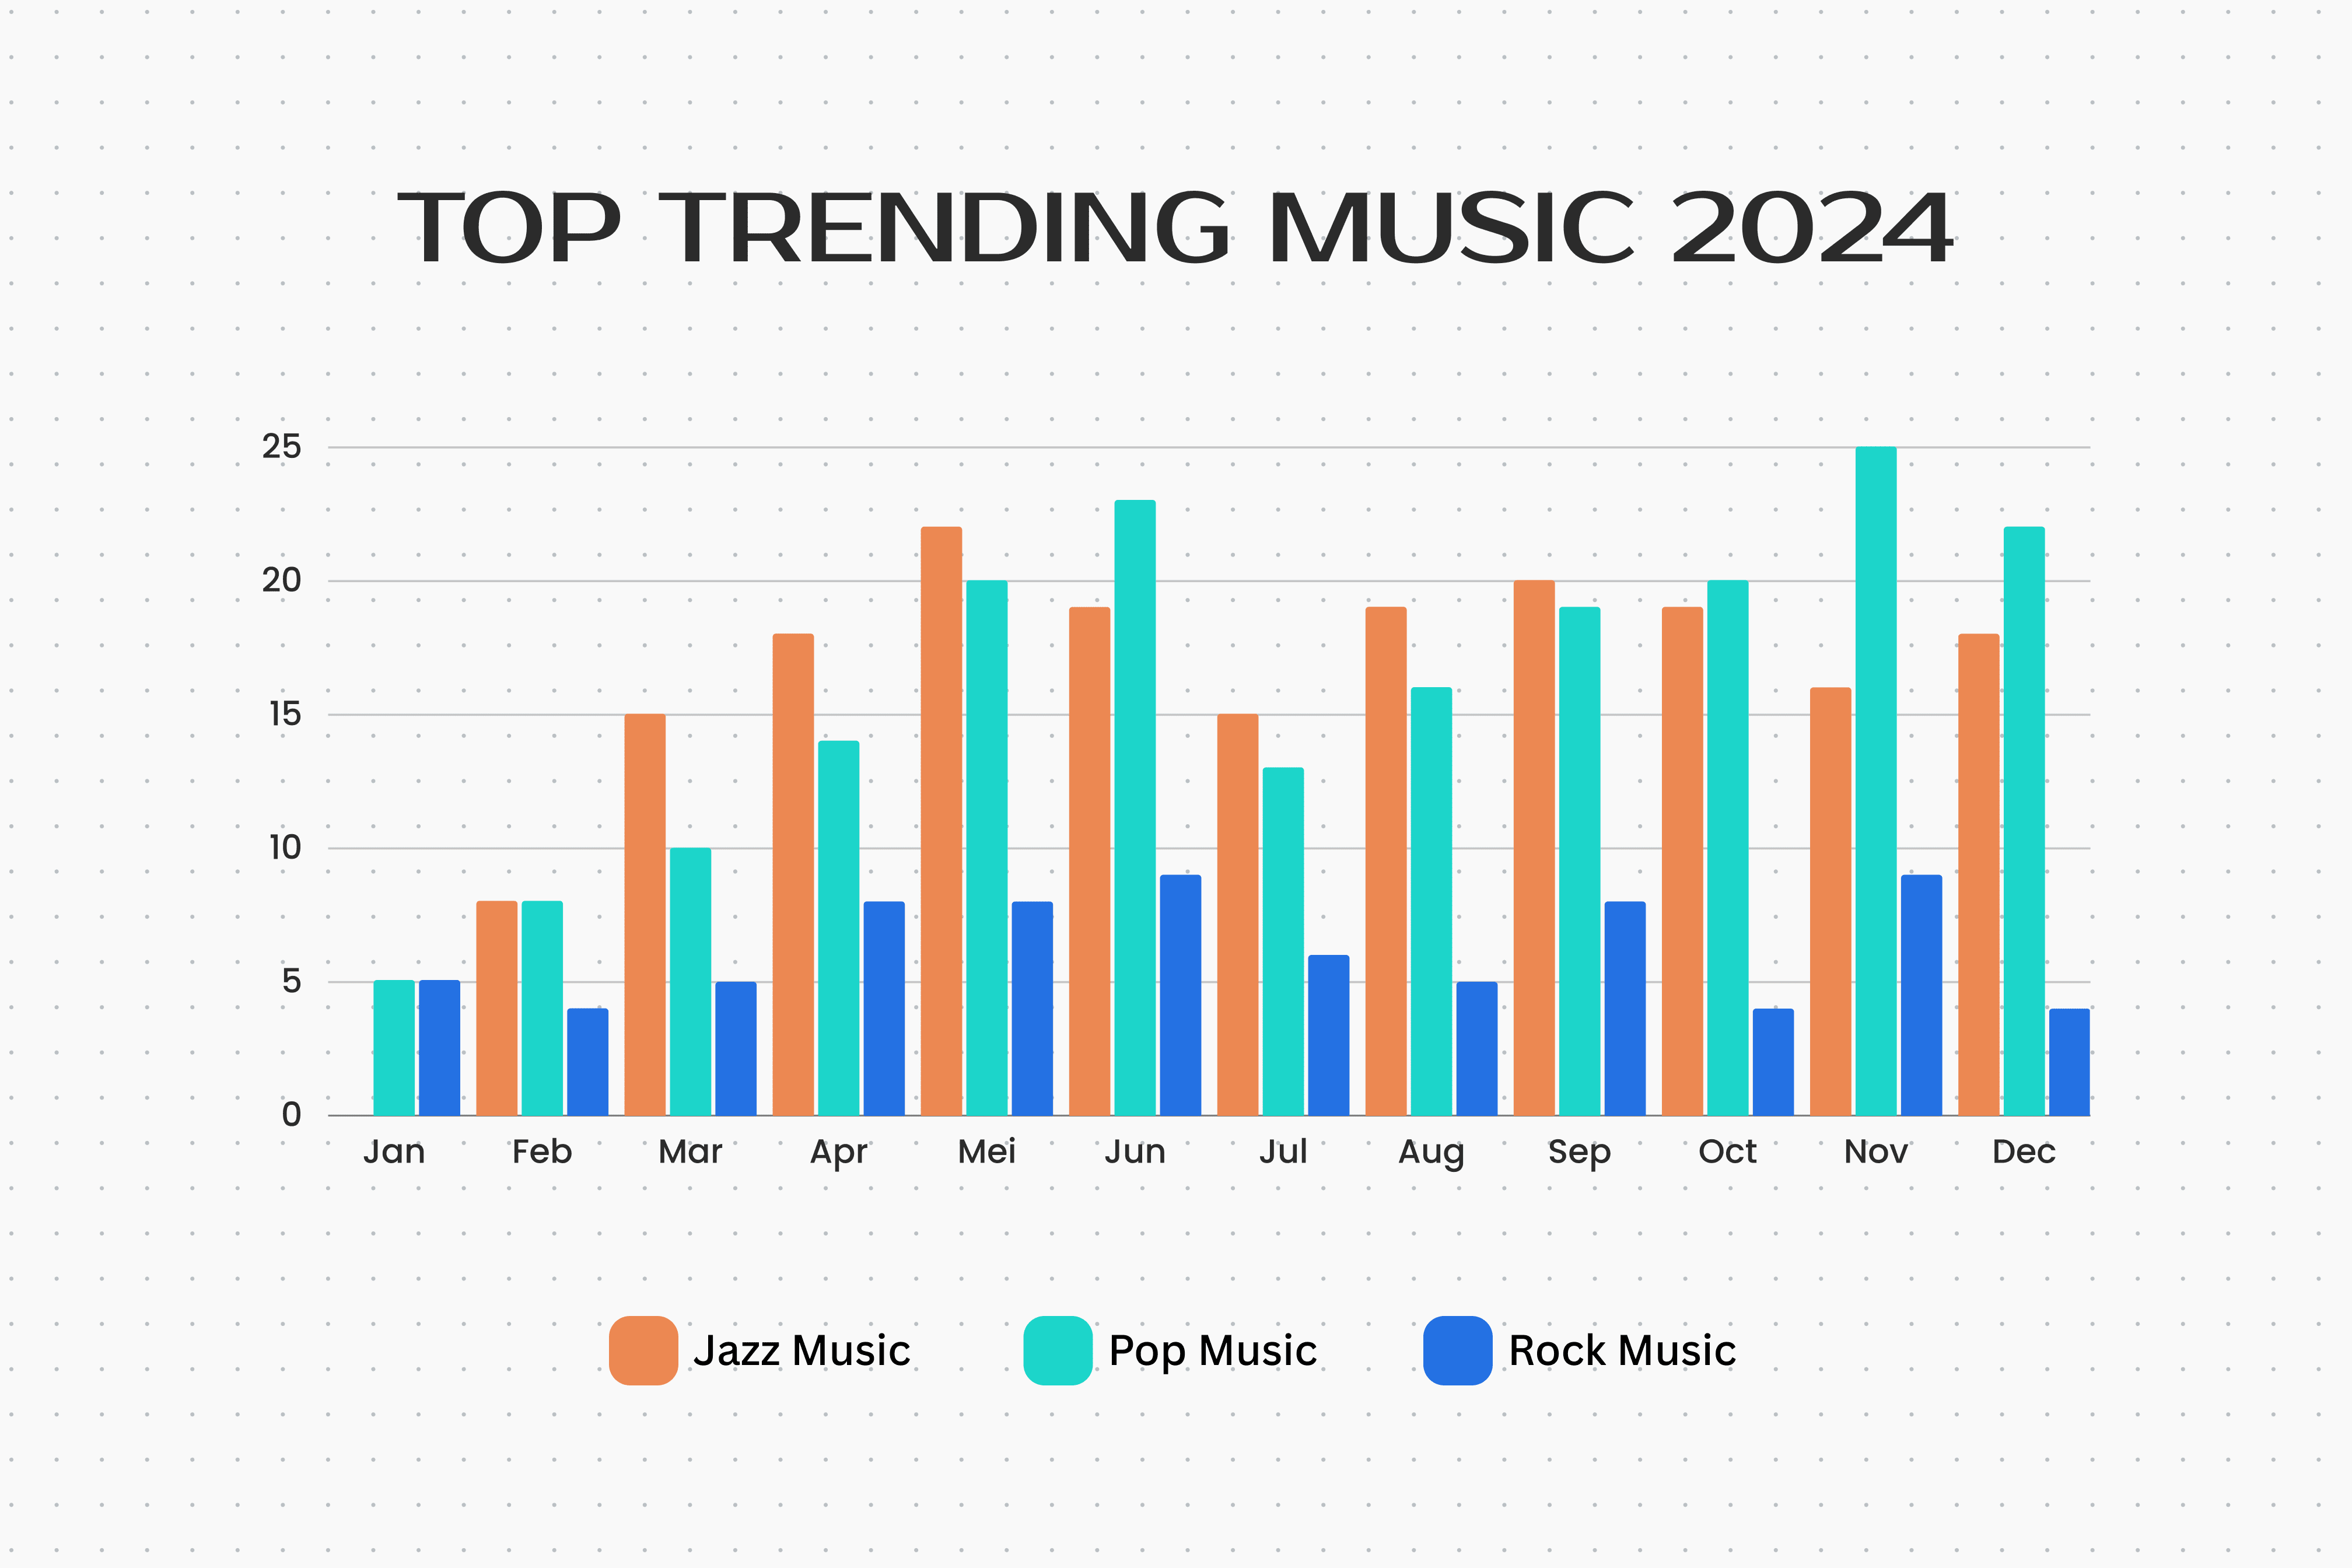 TOP TRENDING MUSIC 2024
25
20
15
10
5
0
Jan Feb Mar Apr Mei Jun Jul Aug Sep Oct Nov Dec
Jazz Music Pop Music Rock Music